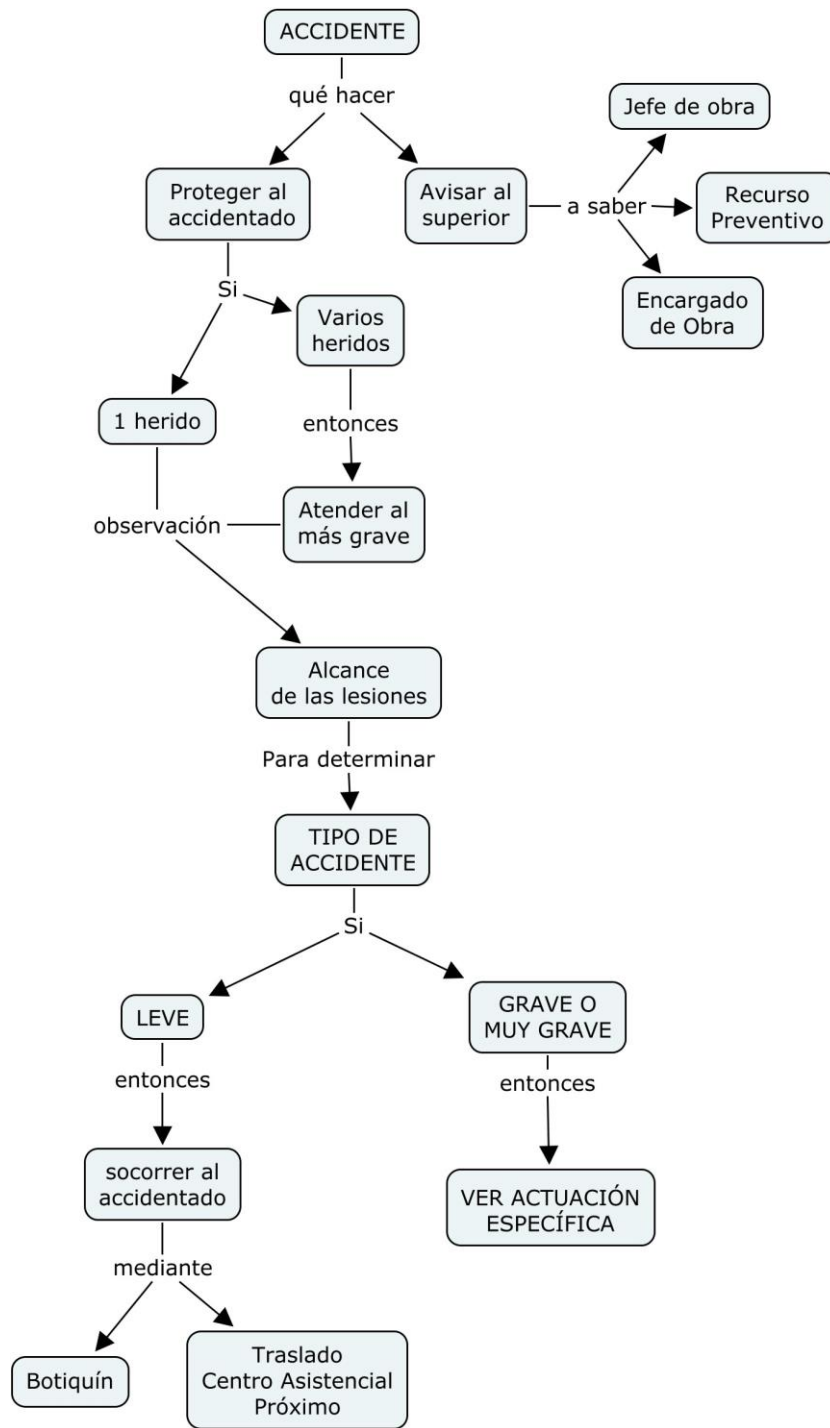 ACCIDENTE
qué hacer
Jefe de obra
Proteger al
accidentado
Avisar al
superior
a saber
Recurso
Preventivo
Encargado
de Obra
Si
Varios
heridos
1 herido
entonces
observación
Atender al
más grave
Alcance
de las lesiones
Para determinar
TIPO DE
ACCIDENTE
Si
LEVE
GRAVE O
MUY GRAVE
entonces
entonces
socorrer al
accidentado
VER ACTUACIÓN
ESPECÍFICA
mediante
Botiquín
Traslado
Centro Asistencial
Próximo